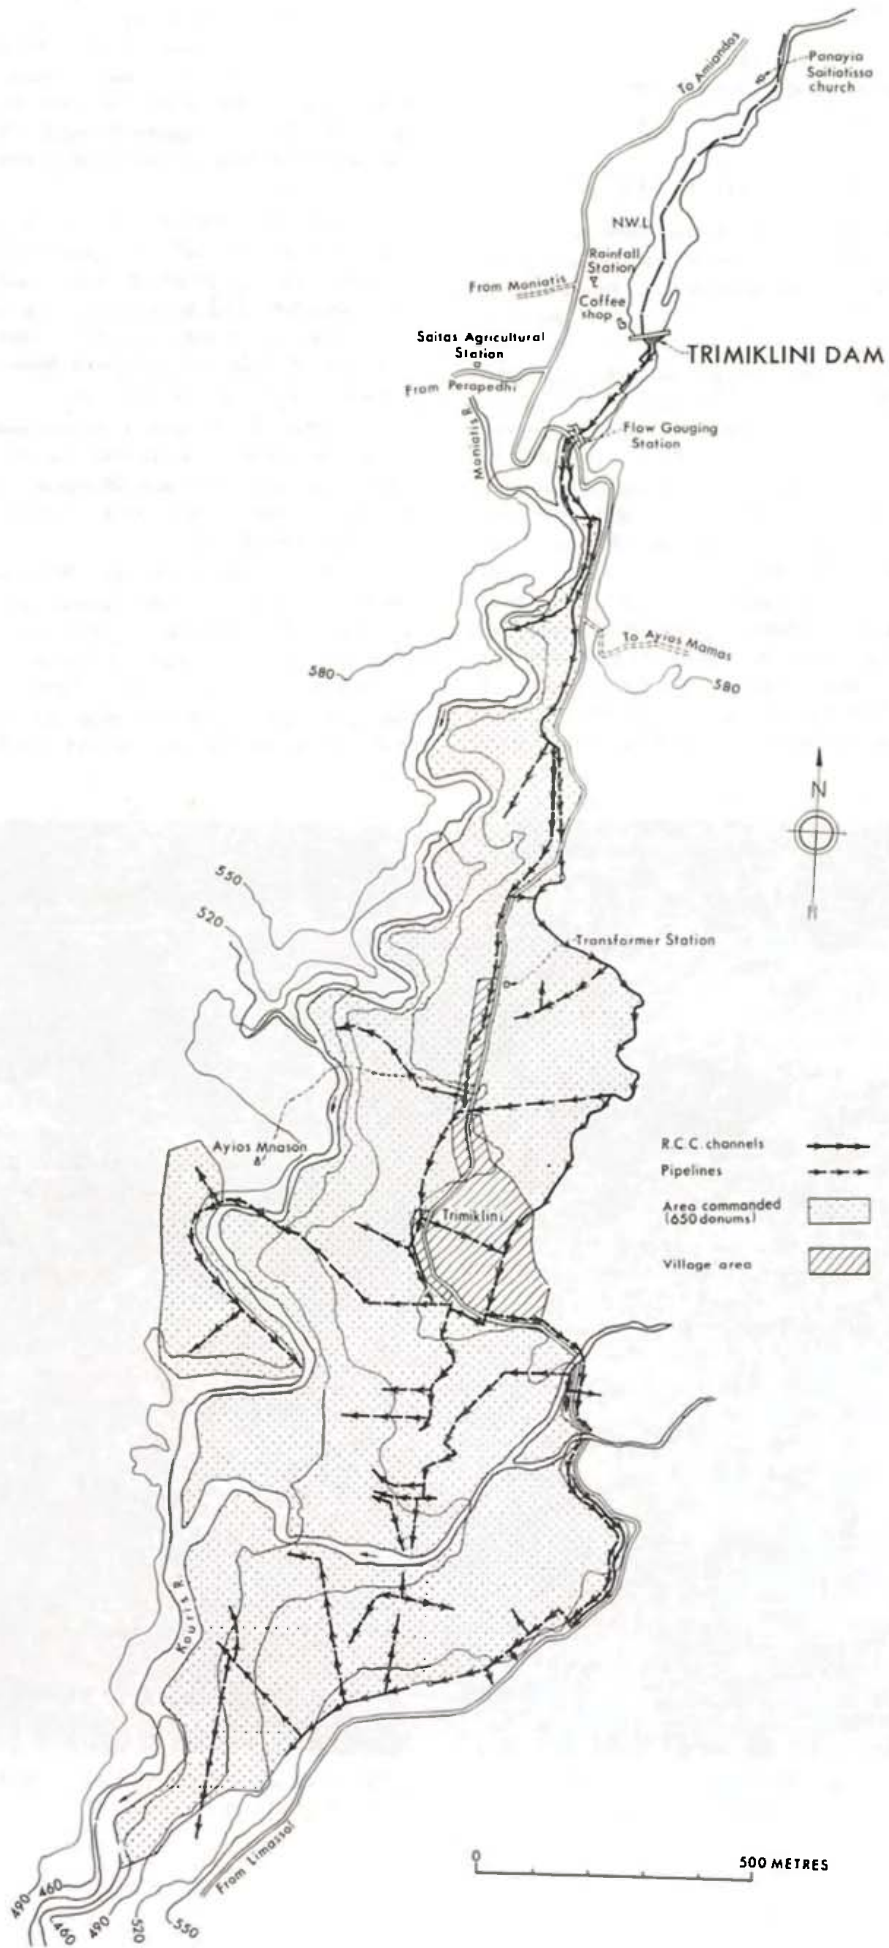 To Amiandos
Panayia
Saitiotissa
church
N.W.L.
Rainfall
Station
From Moniatis
Coffee
shop
Saitas Agricultural
Station
TRIMIKLINI DAM
From Perapedhi
Moniatis R.
Flow Gauging
Station
To Ayios Mamas
580
580
N
550
520
Transformer Station
Ayios Mnason
R.C.C. channels
Pipelines
Area commanded
(650 donums)
Trimiklini
Village area
Kouris R.
From Limassol
0
500 METRES
490
460
460
490
520
550